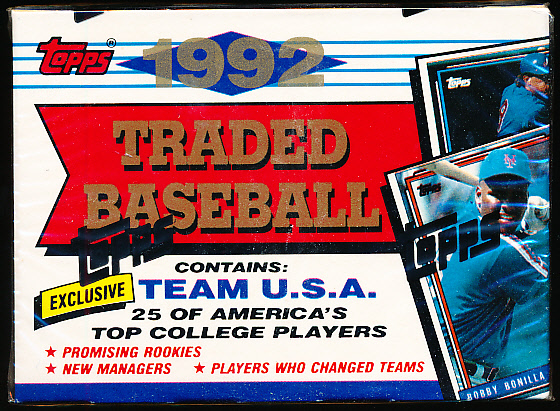 TOPPS®
1992
TOPPS
TRADED
BASEBALL
TOPPS
TOPPS
TOPPS
CONTAINS:
EXCLUSIVE
TEAM U.S.A.
25 OF AMERICA'S
TOP COLLEGE PLAYERS
★ PROMISING ROOKIES
★ NEW MANAGERS ★ PLAYERS WHO CHANGED TEAMS
BOBBY BONILLA